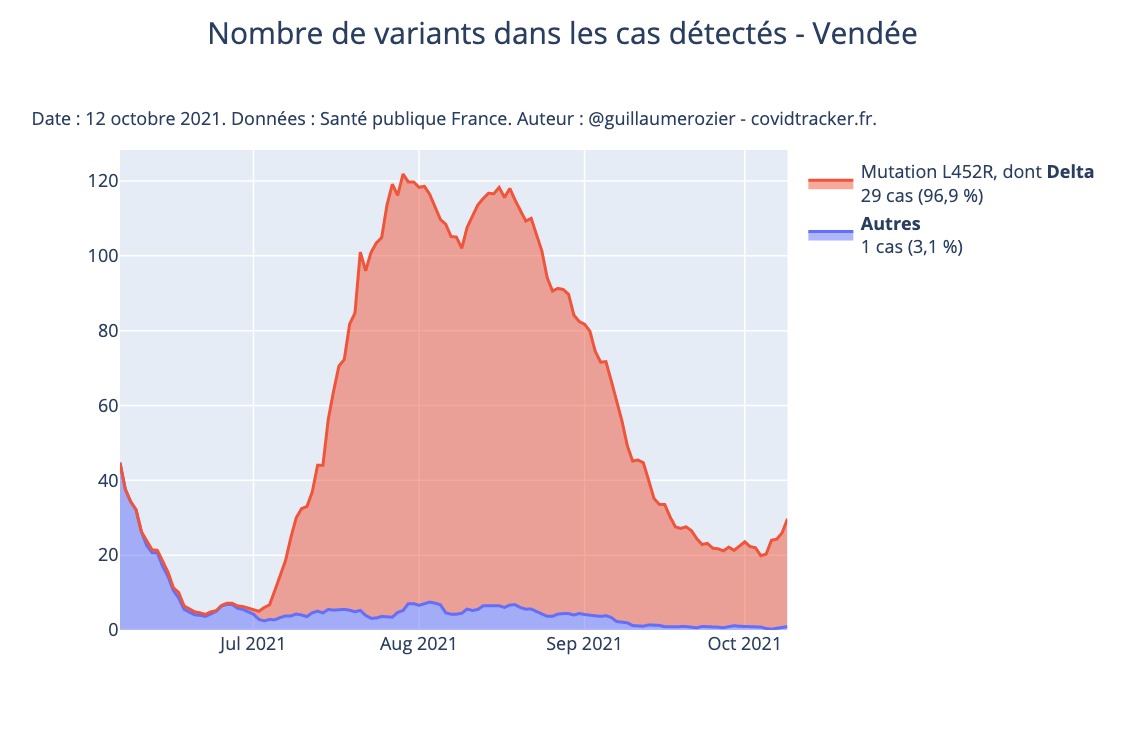 Nombre de variants dans les cas détectés - Vendée
Date : 12 octobre 2021. Données : Santé publique France. Auteur : @guillaumerozier - covidtracker.fr.
Mutation L452R, dont Delta
29 cas (96,9 %)
Autres
1 cas (3,1 %)
120
100
80
60
40
20
0
Jul 2021
Aug 2021
Sep 2021
Oct 2021